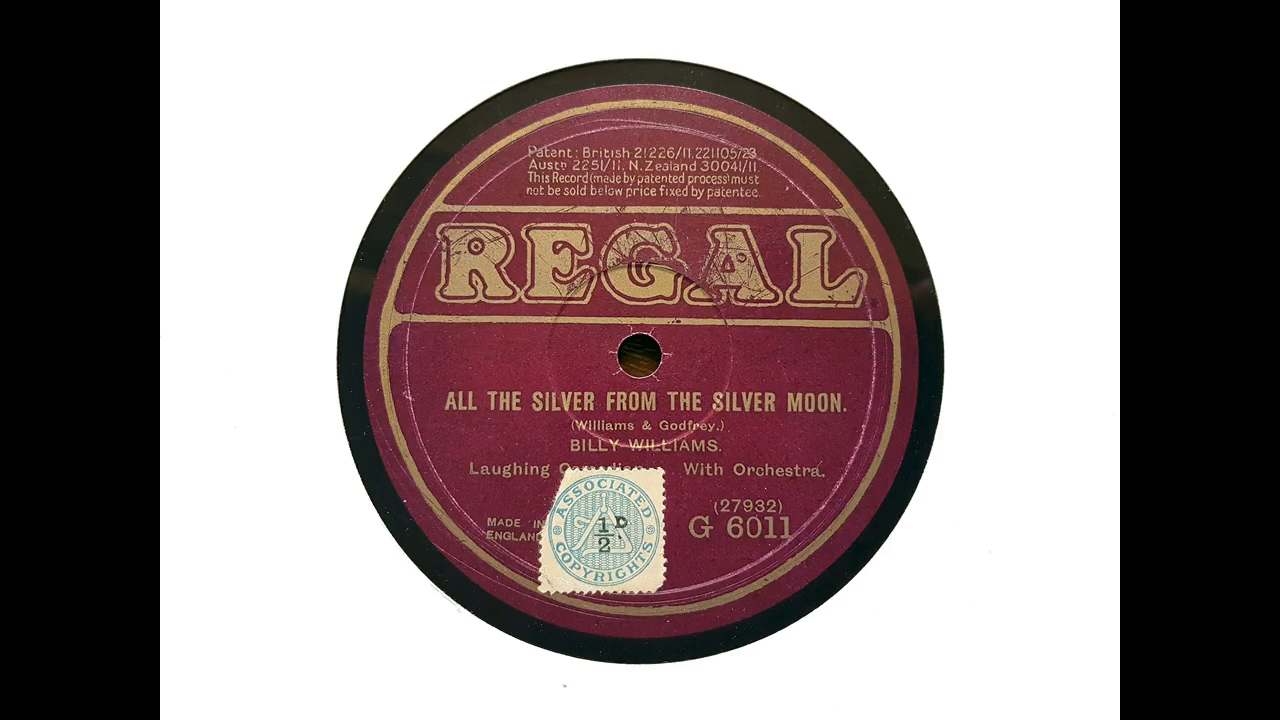 Patent: British 21226/11.221105/23
Austn 2251/11. N.Zealand 30041/11.
This Record (made by patented process) must
not be sold below price fixed by patentee.
REGAL
ALL THE SILVER FROM THE SILVER MOON.
(Williams & Godfrey.)
BILLY WILLIAMS.
Laughing With Orchestra.
MADE IN
ENGLAND
(27932)
G 6011
ASSOCIATED
½D.
COPYRIGHTS